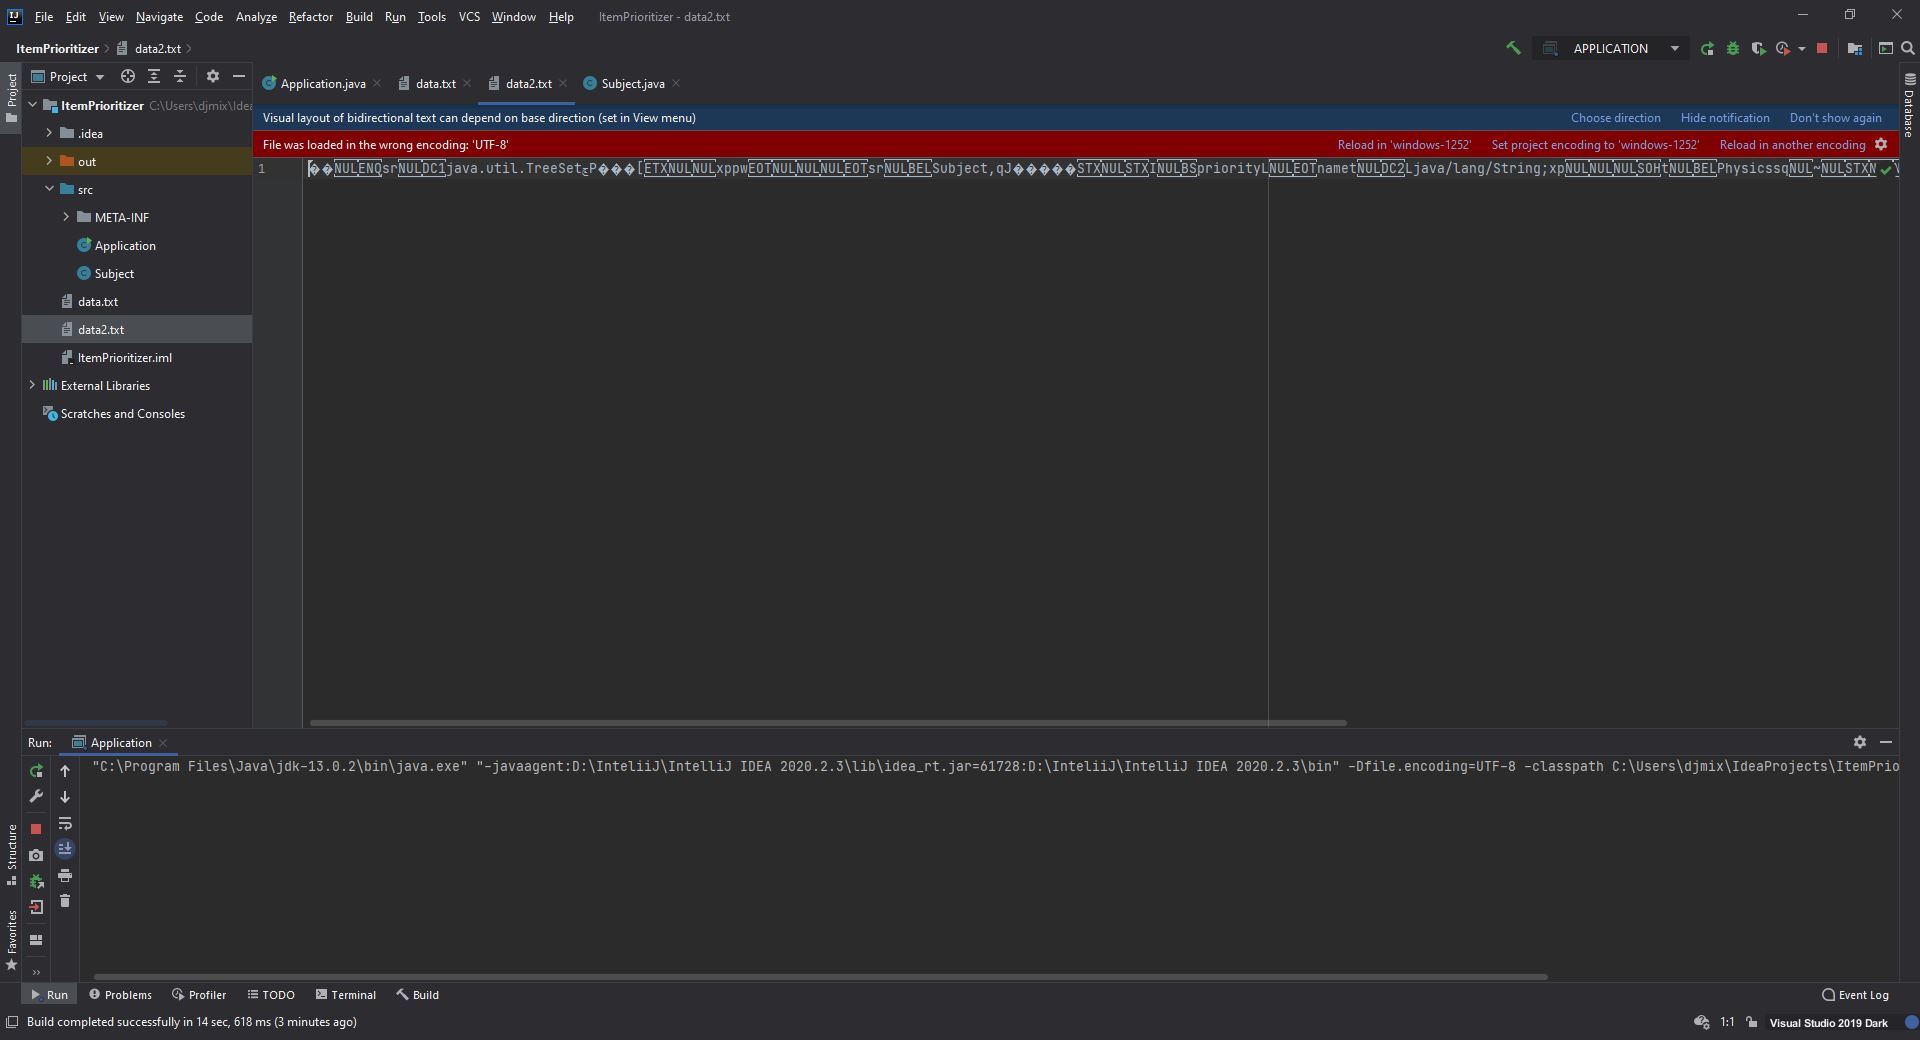 File Edit View Navigate Code Analyze Refactor Build Run Tools VCS Window Help ItemPrioritizer - data2.txt
ItemPrioritizer data2.txt APPLICATION
Project
Application.java data.txt data2.txt Subject.java
Project
Database
ItemPrioritizer C:\Users\djmix\Idea
Visual layout of bidirectional text can depend on base direction (set in View menu) Choose direction Hide notification Don't show again
.idea
File was loaded in the wrong encoding: 'UTF-8' Reload in 'windows-1252' Set project encoding to 'windows-1252' Reload in another encoding
out
1 ��NULENQsrNULDC1java.util.TreeSet P���[ETXNULNULxppwEOTNULNULNULEOTsrNULBELSubject,qJ�����STXNULSTXINULBSpriorityLNULEOTnametNULDC2Ljava/lang/String;xpNULNULNULSOHtNULBELPhysicssqNUL~NULSTXN
src
META-INF
Application
Subject
data.txt
data2.txt
ItemPrioritizer.iml
External Libraries
Scratches and Consoles
Run: Application
"C:\Program Files\Java\jdk-13.0.2\bin\java.exe" "-javaagent:D:\InteliiJ\IntelliJ IDEA 2020.2.3\lib\idea_rt.jar=61728:D:\InteliiJ\IntelliJ IDEA 2020.2.3\bin" -Dfile.encoding=UTF-8 -classpath C:\Users\djmix\IdeaProjects\ItemPrio
Structure
Favorites
Run Problems Profiler TODO Terminal Build Event Log
Build completed successfully in 14 sec, 618 ms (3 minutes ago) 1:1 Visual Studio 2019 Dark